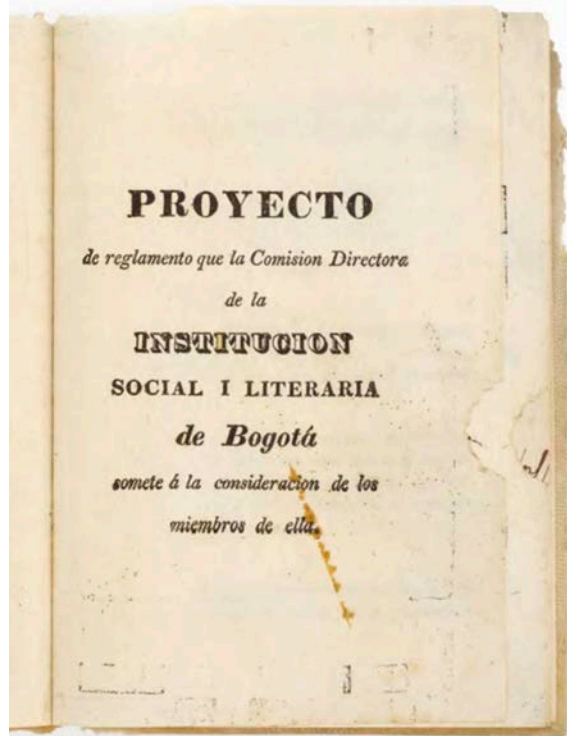 PROYECTO
de reglamento que la Comision Directora
de la
INSTITUCION
SOCIAL I LITERARIA
de Bogotá
somete á la consideracion de los
miembros de ella.